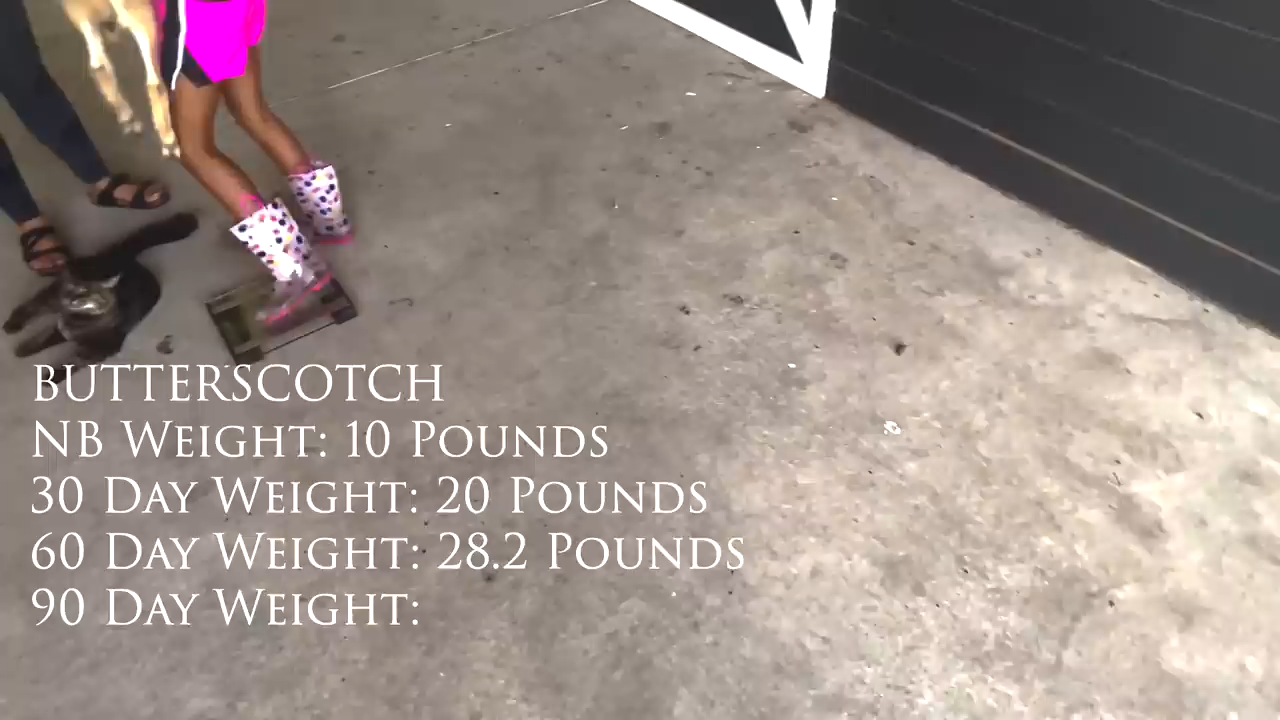 BUTTERSCOTCH
NB WEIGHT: 10 POUNDS
30 DAY WEIGHT: 20 POUNDS
60 DAY WEIGHT: 28.2 POUNDS
90 DAY WEIGHT: